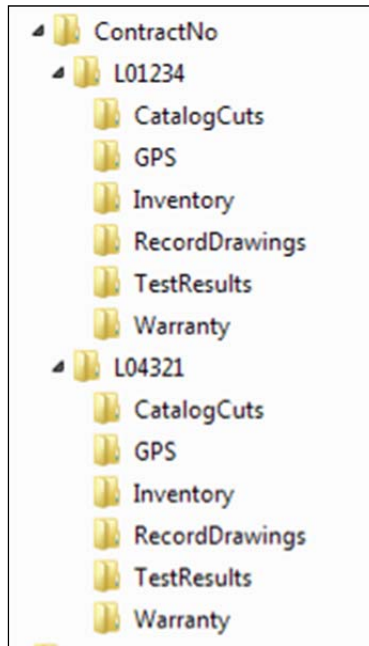 ContractNo
L01234
CatalogCuts
GPS
Inventory
RecordDrawings
TestResults
Warranty
L04321
CatalogCuts
GPS
Inventory
RecordDrawings
TestResults
Warranty